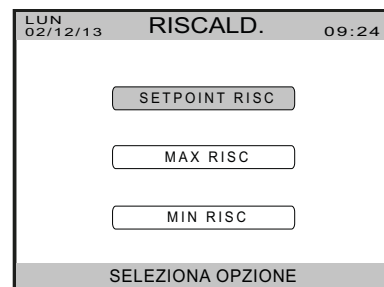 LUN
02/12/13 RISCALD. 09:24
SETPOINT RISC
MAX RISC
MIN RISC
SELEZIONA OPZIONE